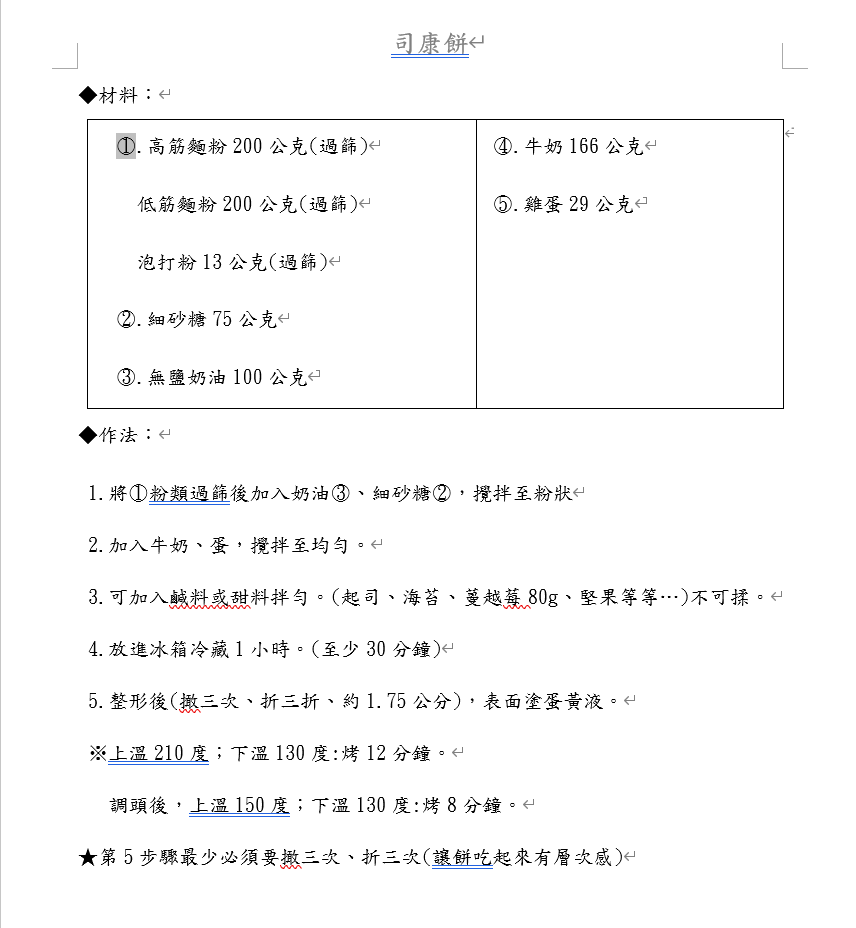 司康餅
◆材料：
①.高筋麵粉 200 公克(過篩)
低筋麵粉 200 公克(過篩)
泡打粉 13 公克(過篩)
②.細砂糖 75 公克
③.無鹽奶油 100 公克
④.牛奶 166 公克
⑤.雞蛋 29 公克
◆作法：
1.將①粉類過篩後加入奶油③、細砂糖②，攪拌至粉狀
2.加入牛奶、蛋，攪拌至均勻。
3.可加入鹹料或甜料拌勻。(起司、海苔、蔓越莓 80g、堅果等等…)不可揉。
4.放進冰箱冷藏 1 小時。(至少 30 分鐘)
5.整形後(擀三次、折三折、約 1.75 公分)，表面塗蛋黃液。
※上溫 210 度；下溫 130 度:烤 12 分鐘。
調頭後，上溫 150 度；下溫 130 度:烤 8 分鐘。
★第 5 步驟最少必須要擀三次、折三次(讓餅吃起來有層次感)